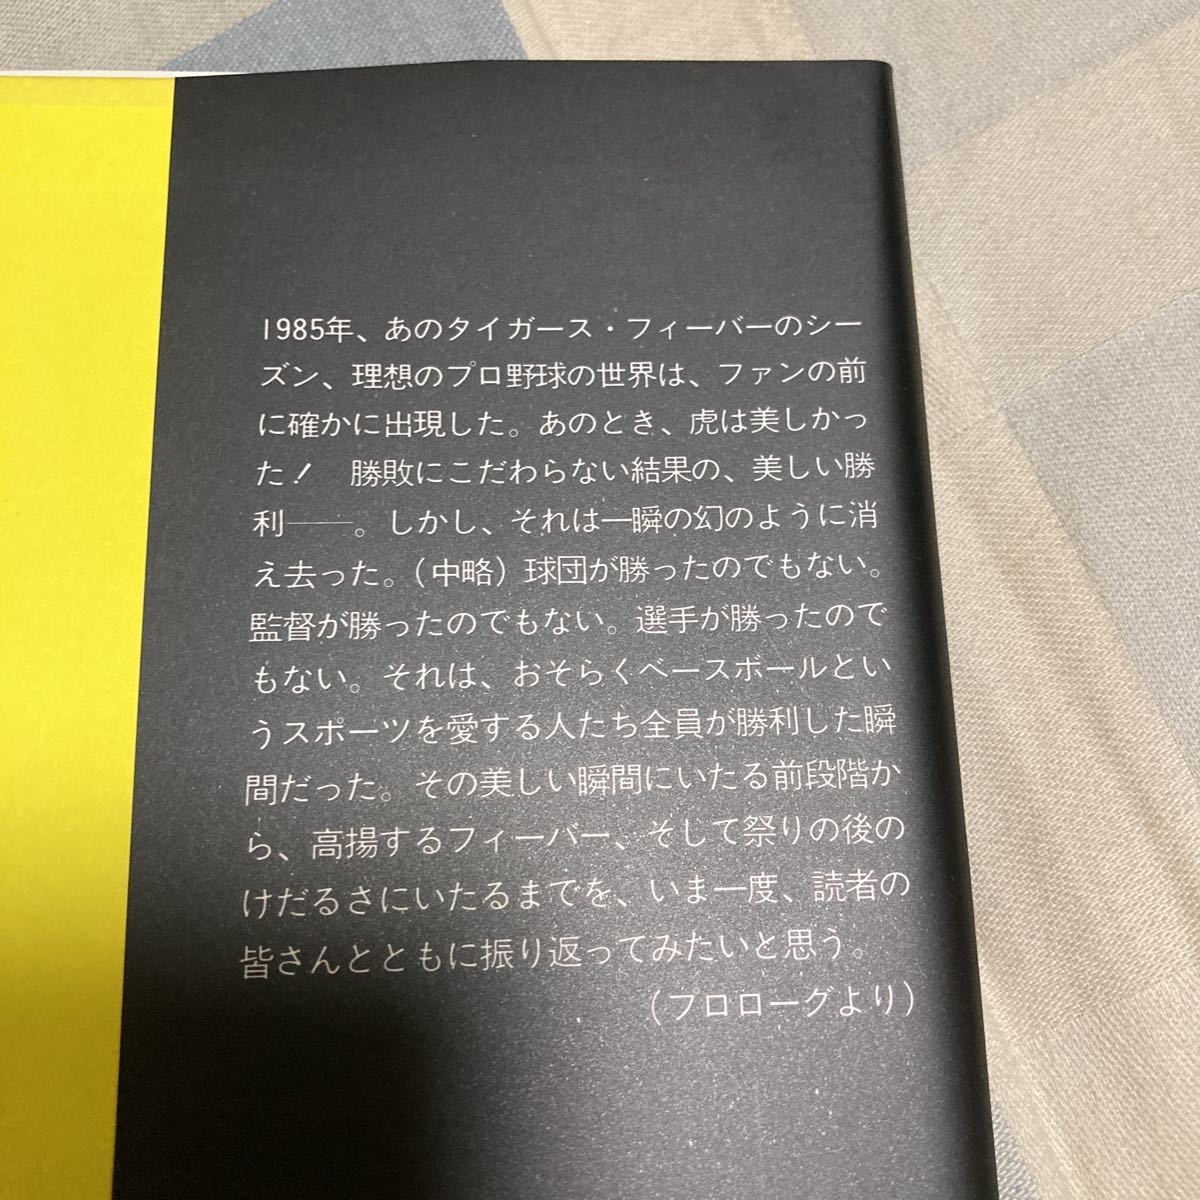 1985年、あのタイガース・フィーバーのシー
ズン、理想のプロ野球の世界は、ファンの前
に確かに出現した。あのとき、虎は美しかっ
た！　勝敗にこだわらない結果の、美しい勝
利——。しかし、それは一瞬の幻のように消
え去った。（中略）球団が勝ったのでもない。
監督が勝ったのでもない。選手が勝ったので
もない。それは、おそらくベースボールとい
うスポーツを愛する人たち全員が勝利した瞬
間だった。その美しい瞬間にいたる前段階か
ら、高揚するフィーバー、そして祭りの後の
けだるさにいたるまでを、いま一度、読者の
皆さんとともに振り返ってみたいと思う。
（プロローグより）